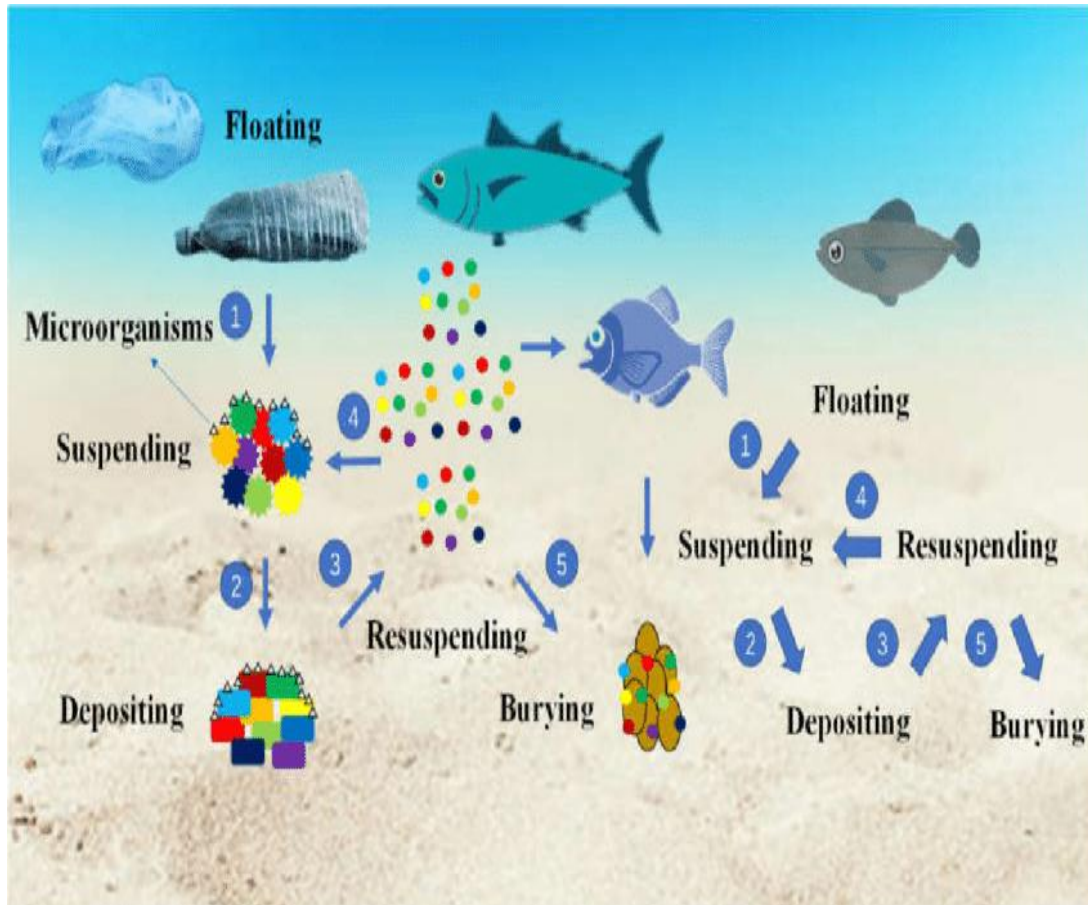 Floating
1
Microorganisms
4
Suspending
Floating
1
4
Suspending
Resuspending
2
3
5
Resuspending
2
3
5
Depositing
Burying
Depositing
Burying